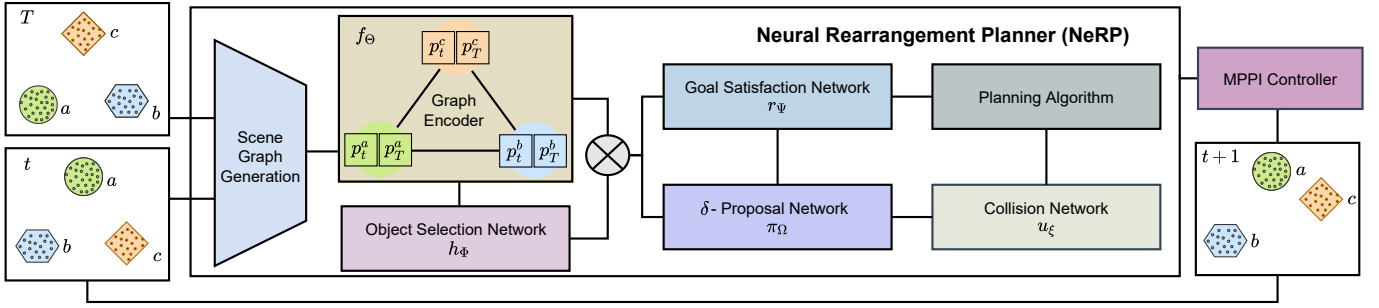 T
c
a
b
t
a
b
c
Scene
Graph
Generation
f_Θ
p_t^c p_T^c
Graph
Encoder
p_t^a p_T^a
p_t^b p_T^b
Object Selection Network
h_Φ
Neural Rearrangement Planner (NeRP)
Goal Satisfaction Network
r_Ψ
Planning Algorithm
δ - Proposal Network
π_Ω
Collision Network
u_ξ
MPPI Controller
t + 1
a
c
b